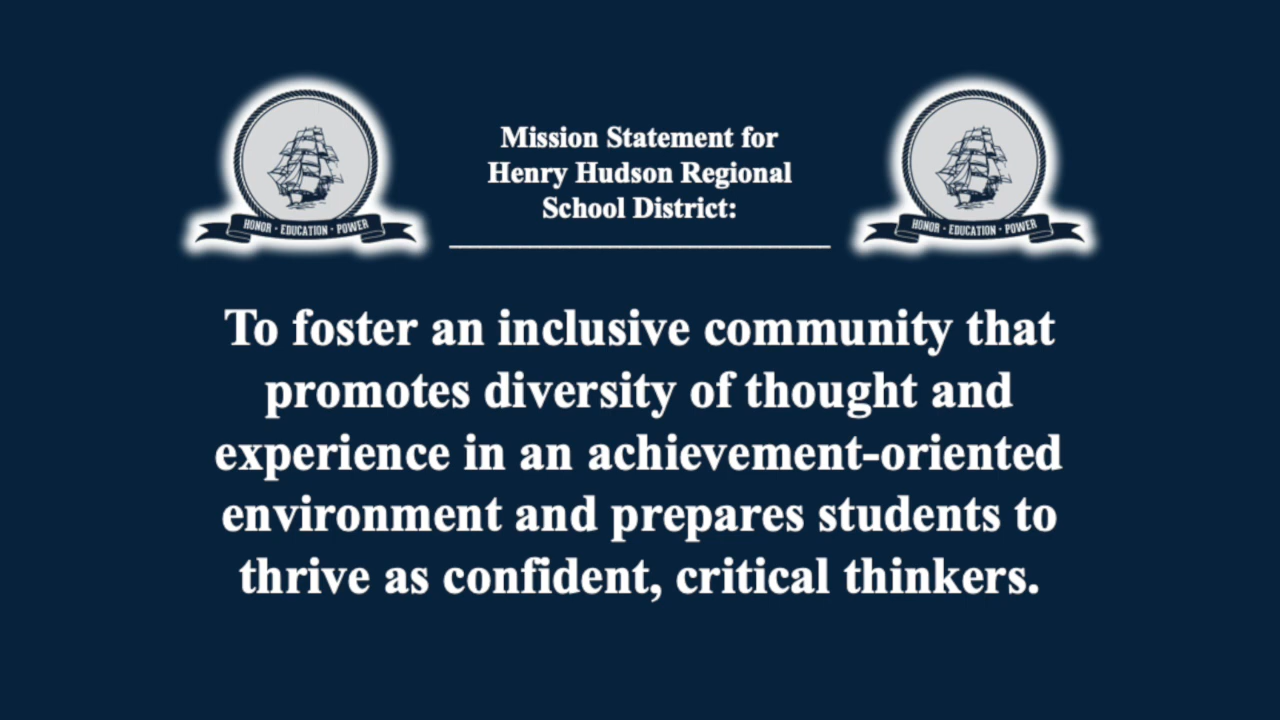 Mission Statement for
Henry Hudson Regional
School District:
HONOR · EDUCATION · POWER
HONOR · EDUCATION · POWER
To foster an inclusive community that
promotes diversity of thought and
experience in an achievement-oriented
environment and prepares students to
thrive as confident, critical thinkers.